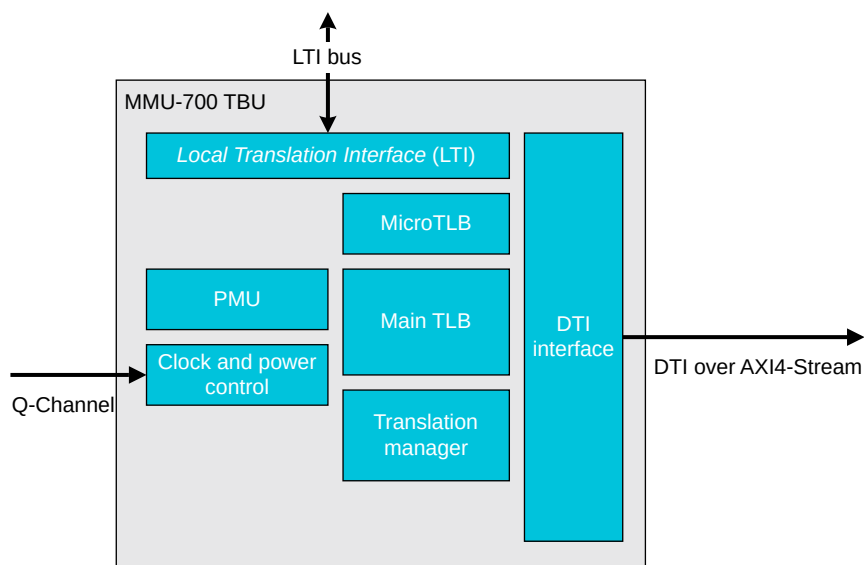 LTI bus
MMU-700 TBU
Local Translation Interface (LTI)
MicroTLB
PMU
Main TLB
DTI
interface
Clock and power
control
DTI over AXI4-Stream
Q-Channel
Translation
manager